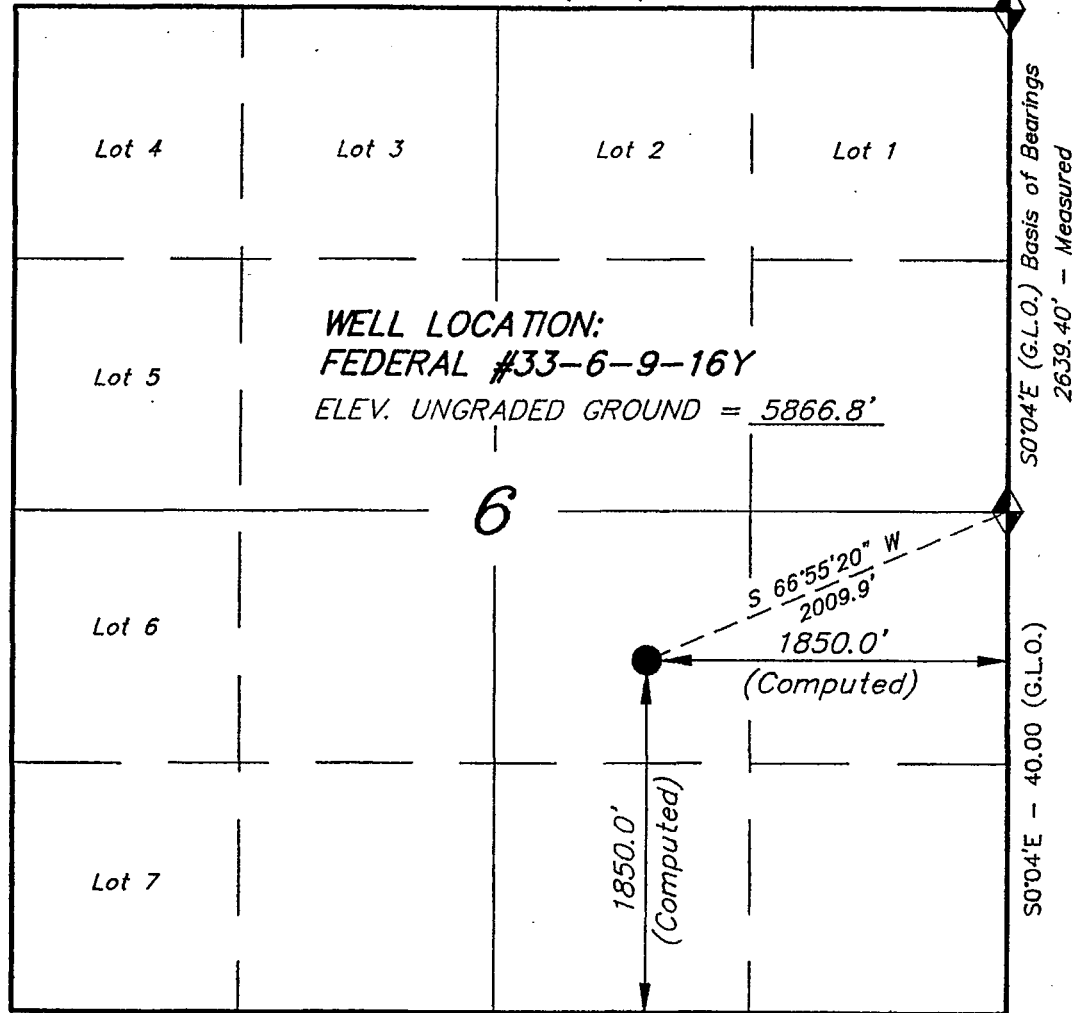 Lot 4
Lot 3
Lot 2
Lot 1
S0°04'E (G.L.O.) Basis of Bearings
2639.40' - Measured
WELL LOCATION:
FEDERAL #33-6-9-16Y
ELEV. UNGRADED GROUND = 5866.8'
Lot 5
6
S 66°55'20" W
2009.9'
1850.0'
(Computed)
Lot 6
S0°04'E - 40.00 (G.L.O.)
1850.0'
(Computed)
Lot 7